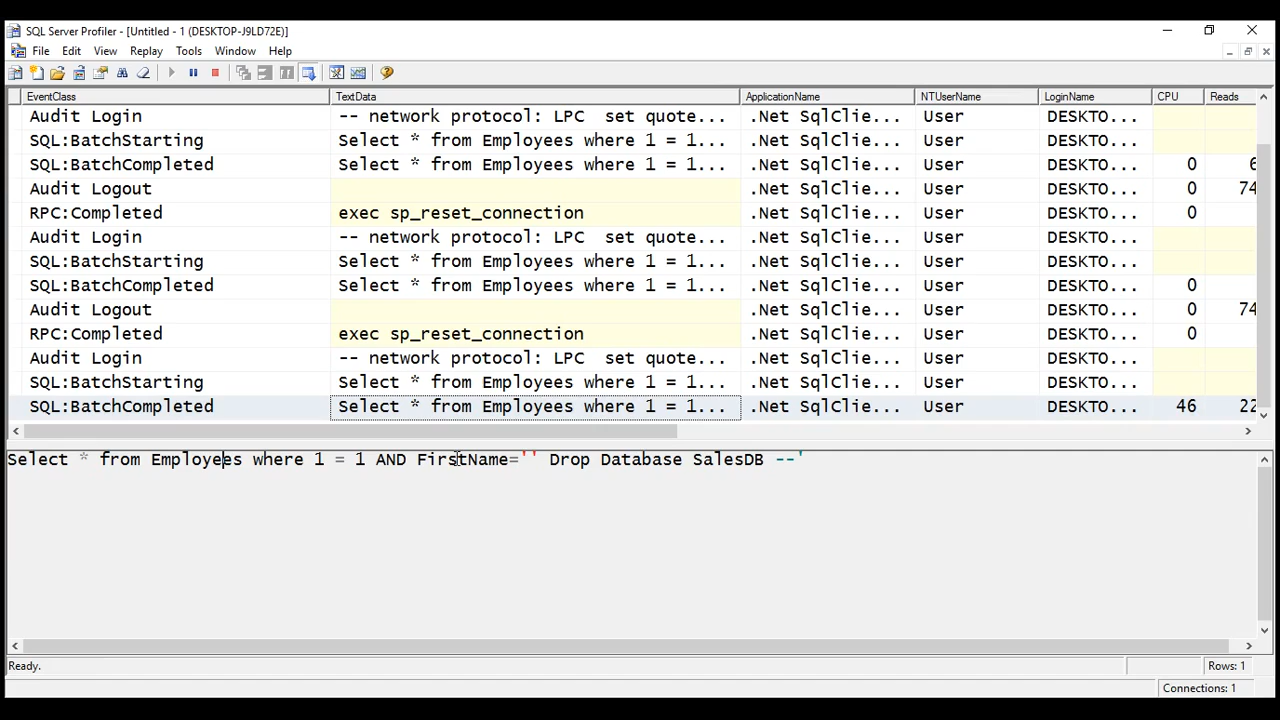 SQL Server Profiler - [Untitled - 1 (DESKTOP-J9LD72E)]
File Edit View Replay Tools Window Help
EventClass TextData ApplicationName NTUserName LoginName CPU Reads
Audit Login -- network protocol: LPC set quote... .Net SqlClie... User DESKTO...
SQL:BatchStarting Select * from Employees where 1 = 1... .Net SqlClie... User DESKTO...
SQL:BatchCompleted Select * from Employees where 1 = 1... .Net SqlClie... User DESKTO... 0 6
Audit Logout .Net SqlClie... User DESKTO... 0 74
RPC:Completed exec sp_reset_connection .Net SqlClie... User DESKTO... 0
Audit Login -- network protocol: LPC set quote... .Net SqlClie... User DESKTO...
SQL:BatchStarting Select * from Employees where 1 = 1... .Net SqlClie... User DESKTO...
SQL:BatchCompleted Select * from Employees where 1 = 1... .Net SqlClie... User DESKTO... 0
Audit Logout .Net SqlClie... User DESKTO... 0 74
RPC:Completed exec sp_reset_connection .Net SqlClie... User DESKTO... 0
Audit Login -- network protocol: LPC set quote... .Net SqlClie... User DESKTO...
SQL:BatchStarting Select * from Employees where 1 = 1... .Net SqlClie... User DESKTO...
SQL:BatchCompleted Select * from Employees where 1 = 1... .Net SqlClie... User DESKTO... 46 22
Select * from Employees where 1 = 1 AND FirstName='' Drop Database SalesDB --'
Ready. Rows: 1
Connections: 1